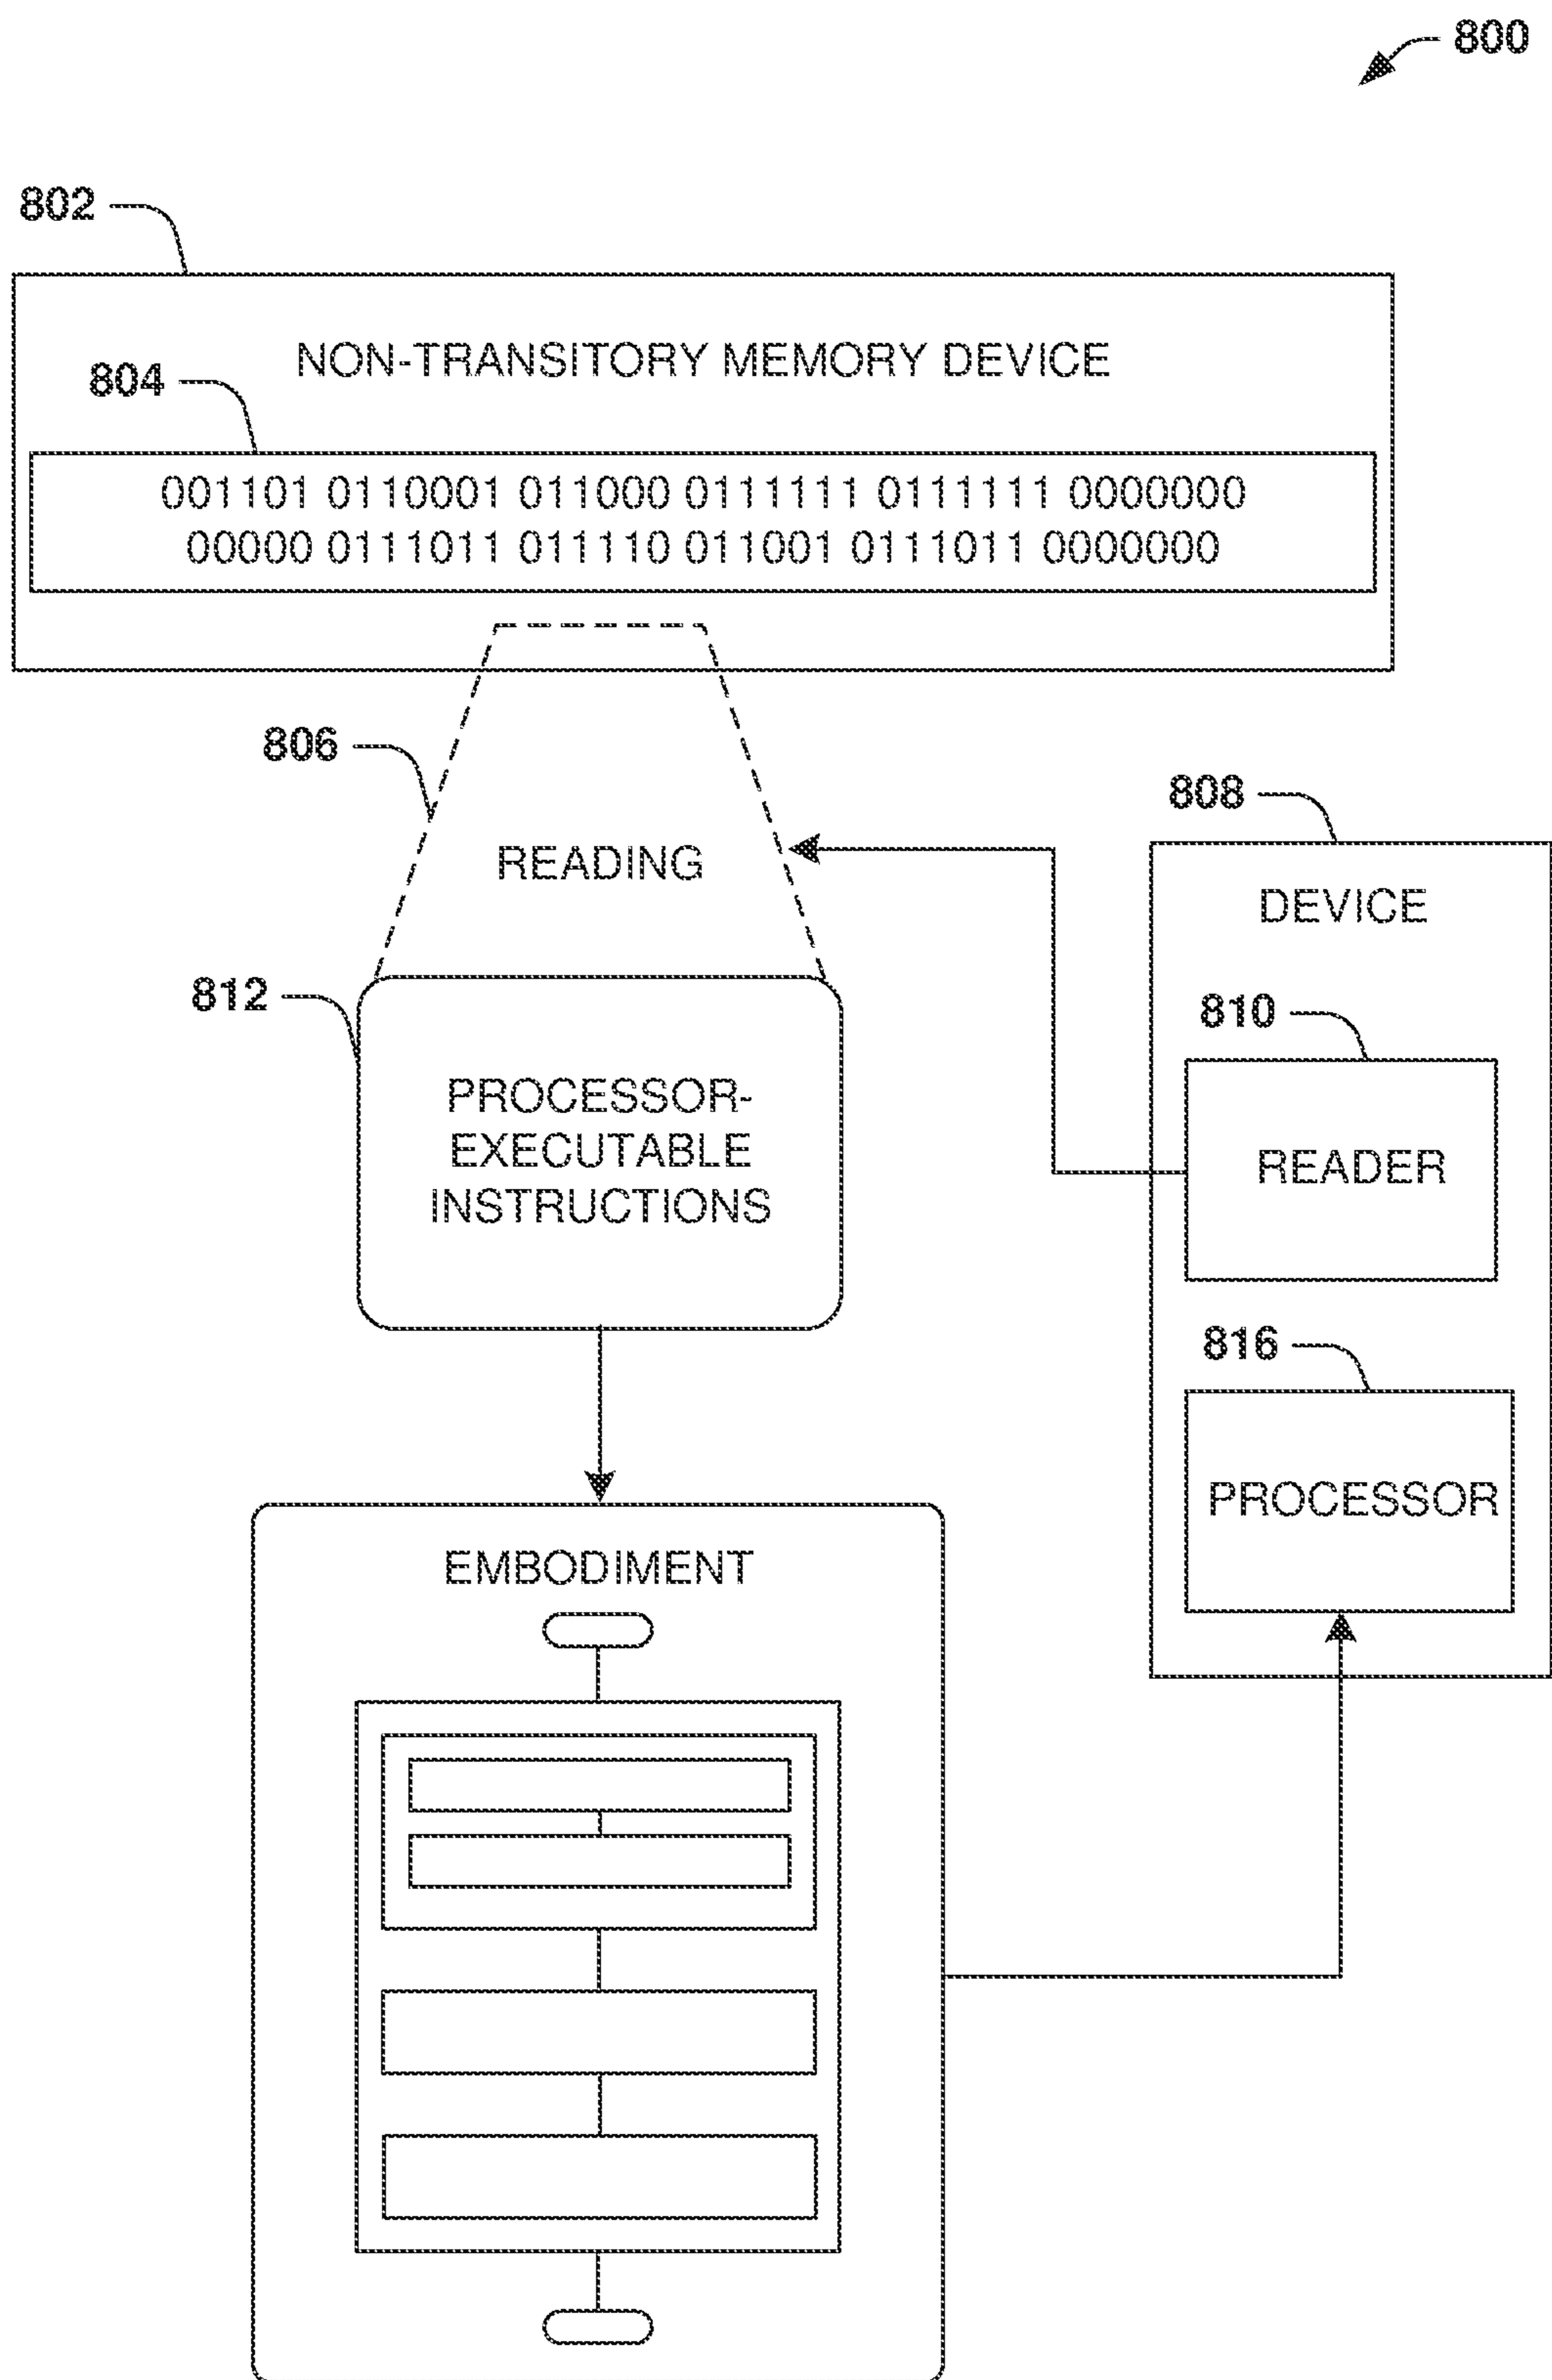 800
802
NON-TRANSITORY MEMORY DEVICE
804
001101 0110001 011000 0111111 0111111 0000000
00000 0111011 011110 011001 0111011 0000000
806
READING
808
DEVICE
812
810
PROCESSOR-
EXECUTABLE
INSTRUCTIONS
READER
816
PROCESSOR
EMBODIMENT